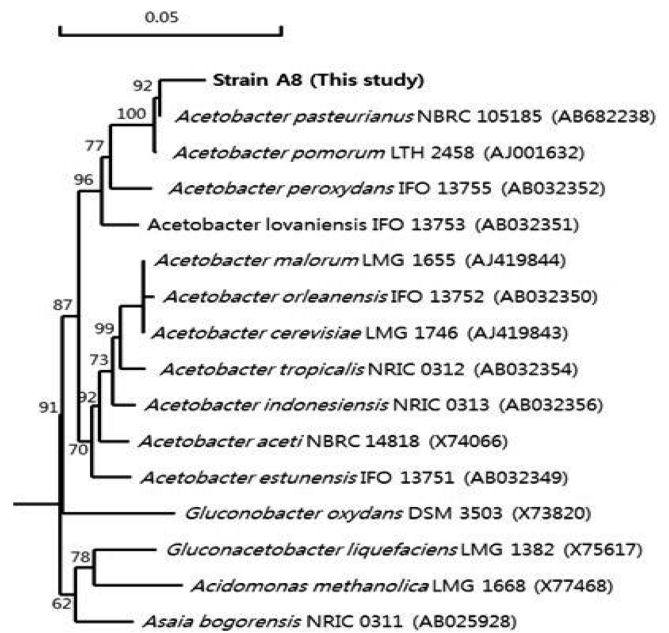 0.05
92
Strain A8 (This study)
100
Acetobacter pasteurianus NBRC 105185 (AB682238)
77
Acetobacter pomorum LTH 2458 (AJ001632)
96
Acetobacter peroxydans IFO 13755 (AB032352)
Acetobacter lovaniensis IFO 13753 (AB032351)
Acetobacter malorum LMG 1655 (AJ419844)
87
Acetobacter orleanensis IFO 13752 (AB032350)
99
Acetobacter cerevisiae LMG 1746 (AJ419843)
73
Acetobacter tropicalis NRIC 0312 (AB032354)
92
Acetobacter indonesiensis NRIC 0313 (AB032356)
91
Acetobacter aceti NBRC 14818 (X74066)
70
Acetobacter estunensis IFO 13751 (AB032349)
Gluconobacter oxydans DSM 3503 (X73820)
78
Gluconacetobacter liquefaciens LMG 1382 (X75617)
Acidomonas methanolica LMG 1668 (X77468)
62
Asaia bogorensis NRIC 0311 (AB025928)